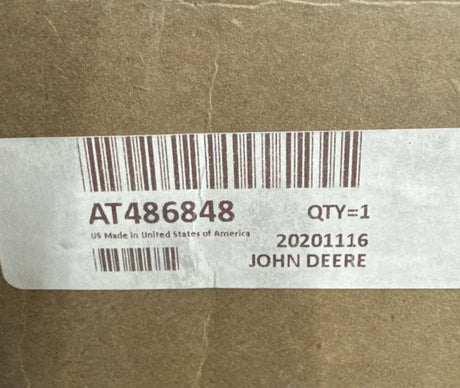 AT486848 QTY=1
US Made in United States of America
20201116
JOHN DEERE